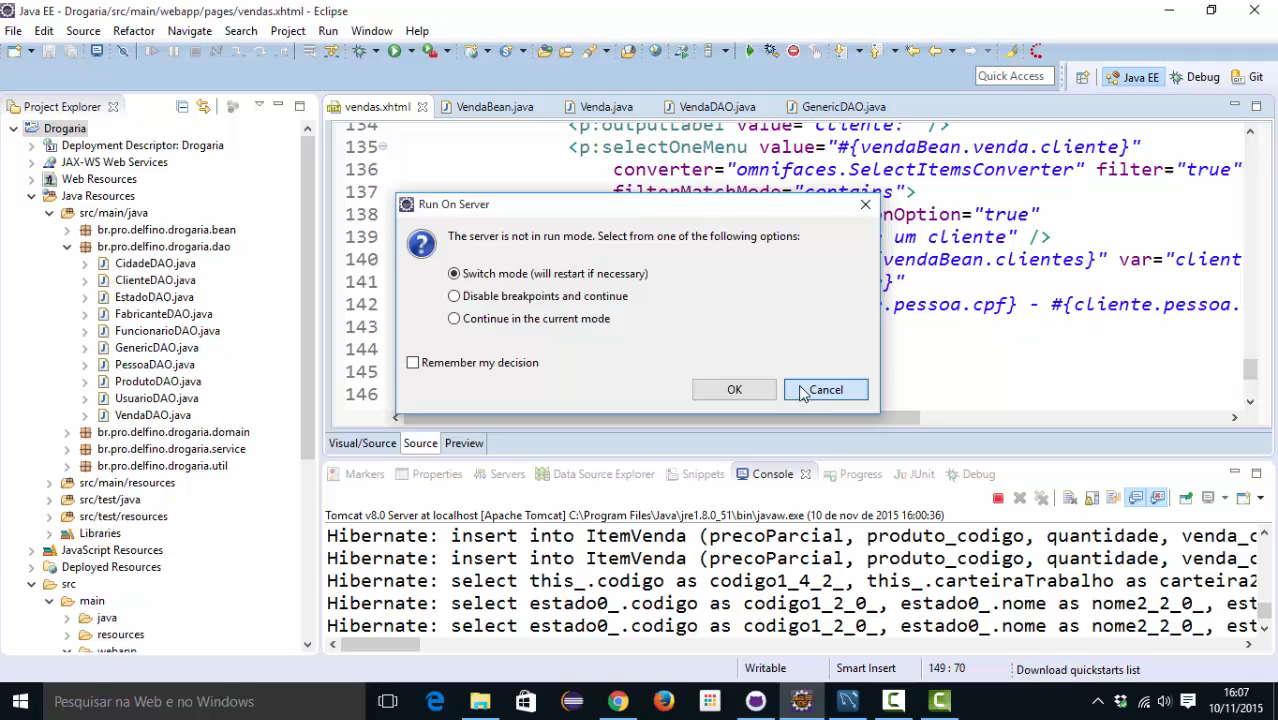 Java EE - Drogaria/src/main/webapp/pages/vendas.xhtml - Eclipse
File Edit Source Refactor Navigate Search Project Run Window Help
Quick Access Java EE Debug Git
Project Explorer
vendas.xhtml VendaBean.java Venda.java VendaDAO.java GenericDAO.java
Drogaria
Deployment Descriptor: Drogaria
JAX-WS Web Services
Web Resources
Java Resources
src/main/java
br.pro.delfino.drogaria.bean
br.pro.delfino.drogaria.dao
CidadeDAO.java
ClienteDAO.java
EstadoDAO.java
FabricanteDAO.java
FuncionarioDAO.java
GenericDAO.java
PessoaDAO.java
ProdutoDAO.java
UsuarioDAO.java
VendaDAO.java
br.pro.delfino.drogaria.domain
br.pro.delfino.drogaria.service
br.pro.delfino.drogaria.util
src/main/resources
src/test/java
src/test/resources
Libraries
JavaScript Resources
Deployed Resources
src
main
java
resources
webapp
134 <p:outputLabel value="Cliente: " />
135 <p:selectOneMenu value="#{vendaBean.venda.cliente}"
136 converter="omnifaces.SelectItemsConverter" filter="true"
137 filterMatchMode="contains">
138 nOption="true"
139 e um cliente" />
140 vendaBean.clientes}" var="client
141 }"
142 e.pessoa.cpf} - #{cliente.pessoa.
143
144
145
146
Run On Server
The server is not in run mode. Select from one of the following options:
Switch mode (will restart if necessary)
Disable breakpoints and continue
Continue in the current mode
Remember my decision
OK Cancel
Visual/Source Source Preview
Markers Properties Servers Data Source Explorer Snippets Console Progress JUnit Debug
Tomcat v8.0 Server at localhost [Apache Tomcat] C:\Program Files\Java\jre1.8.0_51\bin\javaw.exe (10 de nov de 2015 16:00:36)
Hibernate: insert into ItemVenda (precoParcial, produto_codigo, quantidade, venda_c
Hibernate: insert into ItemVenda (precoParcial, produto_codigo, quantidade, venda_c
Hibernate: select this_.codigo as codigo1_4_2_, this_.carteiraTrabalho as carteira2
Hibernate: select estado0_.codigo as codigo1_2_0_, estado0_.nome as nome2_2_0_, est
Hibernate: select estado0_.codigo as codigo1_2_0_, estado0_.nome as nome2_2_0_, est
Writable Smart Insert 149 : 70 Download quickstarts list
Pesquisar na Web e no Windows
16:07
10/11/2015